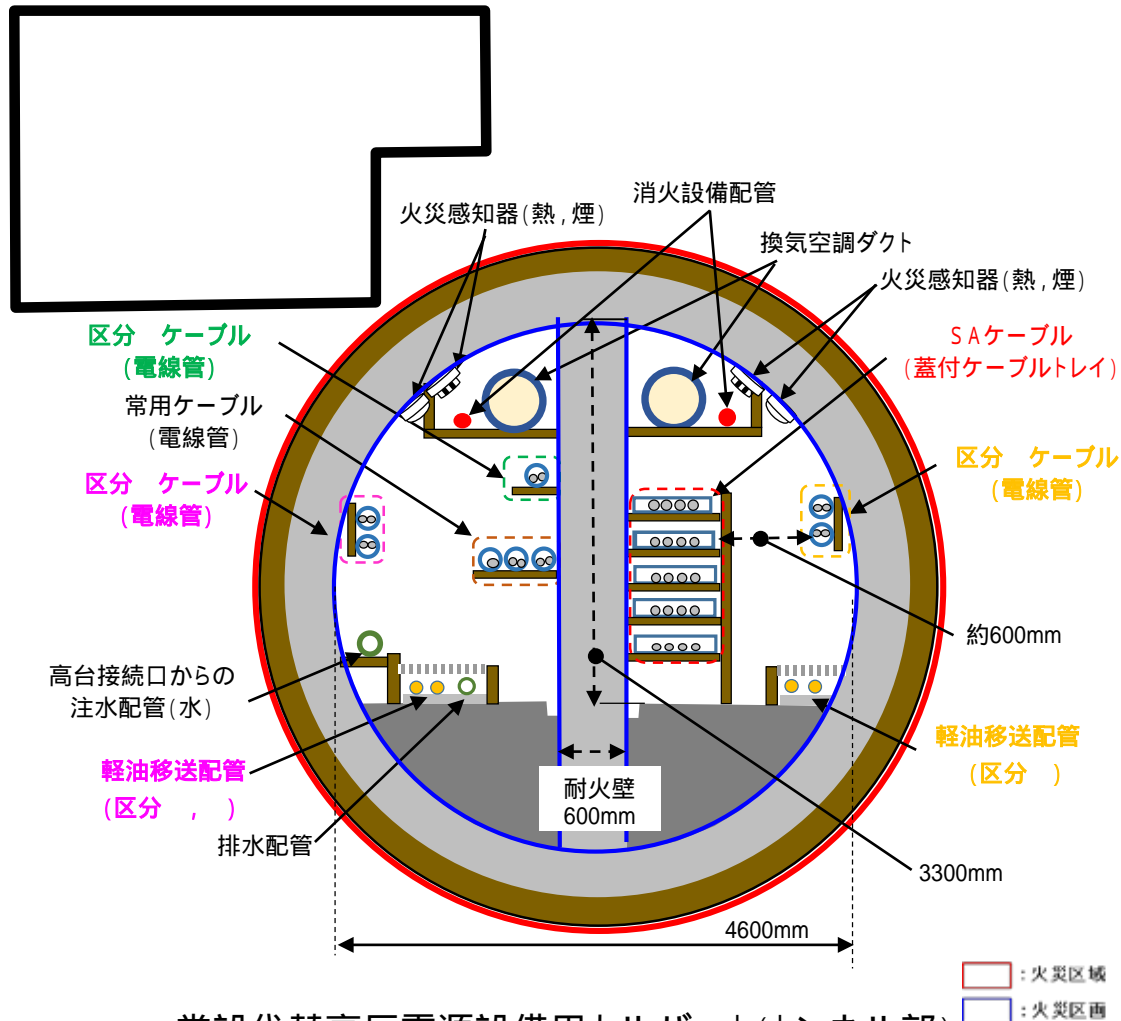 消火設備配管
火災感知器(熱,煙)
換気空調ダクト
火災感知器(熱,煙)
区分　ケーブル
(電線管)
SAケーブル
(蓋付ケーブルトレイ)
常用ケーブル
(電線管)
区分　ケーブル
(電線管)
区分　ケーブル
(電線管)
約600mm
高台接続口からの
注水配管(水)
軽油移送配管
(区分　,　)
軽油移送配管
(区分　)
耐火壁
600mm
排水配管
3300mm
4600mm
:火災区域
:火災区画